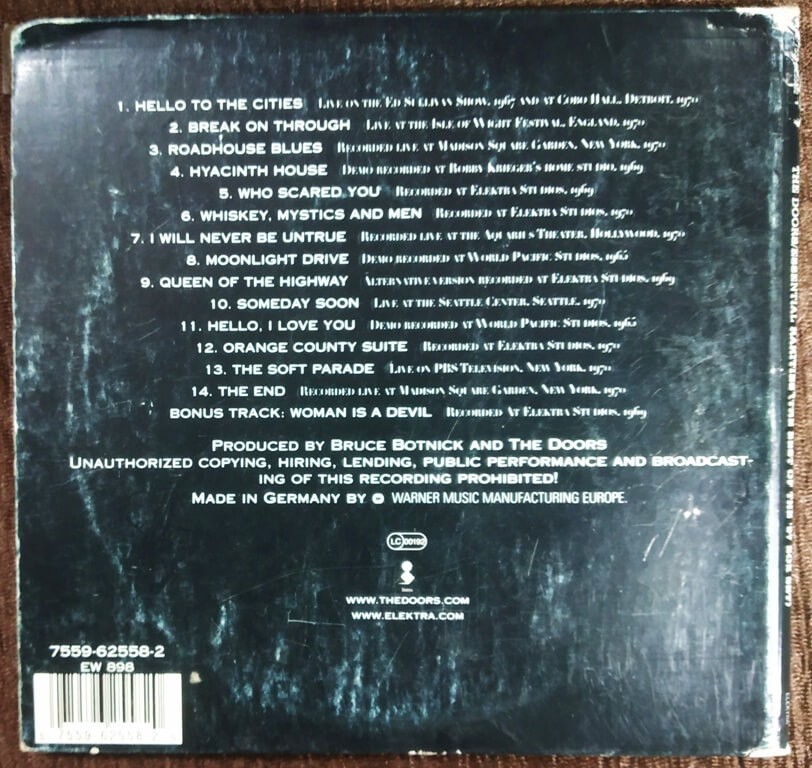 1. HELLO TO THE CITIES LIVE ON THE ED SULLIVAN SHOW, 1967 AND AT COBO HALL, DETROIT, 1970
2. BREAK ON THROUGH LIVE AT THE ISLE OF WIGHT FESTIVAL, ENGLAND, 1970
3. ROADHOUSE BLUES RECORDED LIVE AT MADISON SQUARE GARDEN, NEW YORK, 1970
4. HYACINTH HOUSE DEMO RECORDED AT ROBBY KRIEGER'S HOME STUDIO, 1969
5. WHO SCARED YOU RECORDED AT ELEKTRA STUDIOS, 1969
6. WHISKEY, MYSTICS AND MEN RECORDED AT ELEKTRA STUDIOS, 1970
7. I WILL NEVER BE UNTRUE RECORDED LIVE AT THE AQUARIUS THEATER, HOLLYWOOD, 1970
8. MOONLIGHT DRIVE DEMO RECORDED AT WORLD PACIFIC STUDIOS, 1965
9. QUEEN OF THE HIGHWAY ALTERNATIVE VERSION RECORDED AT ELEKTRA STUDIOS, 1969
10. SOMEDAY SOON LIVE AT THE SEATTLE CENTER, SEATTLE, 1970
11. HELLO, I LOVE YOU DEMO RECORDED AT WORLD PACIFIC STUDIOS, 1965
12. ORANGE COUNTY SUITE RECORDED AT ELEKTRA STUDIOS, 1970
13. THE SOFT PARADE LIVE ON PBS TELEVISION, NEW YORK, 1970
14. THE END RECORDED LIVE AT MADISON SQUARE GARDEN, NEW YORK, 1970
BONUS TRACK: WOMAN IS A DEVIL RECORDED AT ELEKTRA STUDIOS, 1969
PRODUCED BY BRUCE BOTNICK AND THE DOORS
UNAUTHORIZED COPYING, HIRING, LENDING, PUBLIC PERFORMANCE AND BROADCAST-
ING OF THIS RECORDING PROHIBITED!
MADE IN GERMANY BY WARNER MUSIC MANUFACTURING EUROPE.
LC 00192
WWW.THEDOORS.COM
WWW.ELEKTRA.COM
7559-62558-2
EW 898
7559 62558 2
THE DOORS/ESSENTIAL RARITIES